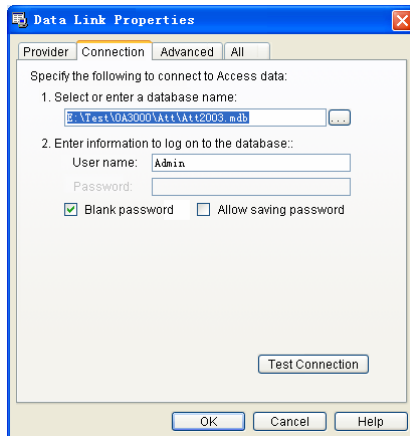 Data Link Properties
Provider Connection Advanced All
Specify the following to connect to Access data:
1. Select or enter a database name:
E:\Test\OA3000\Att\Att2003.mdb ...
2. Enter information to log on to the database::
User name: Admin
Password:
Blank password Allow saving password
Test Connection
OK Cancel Help